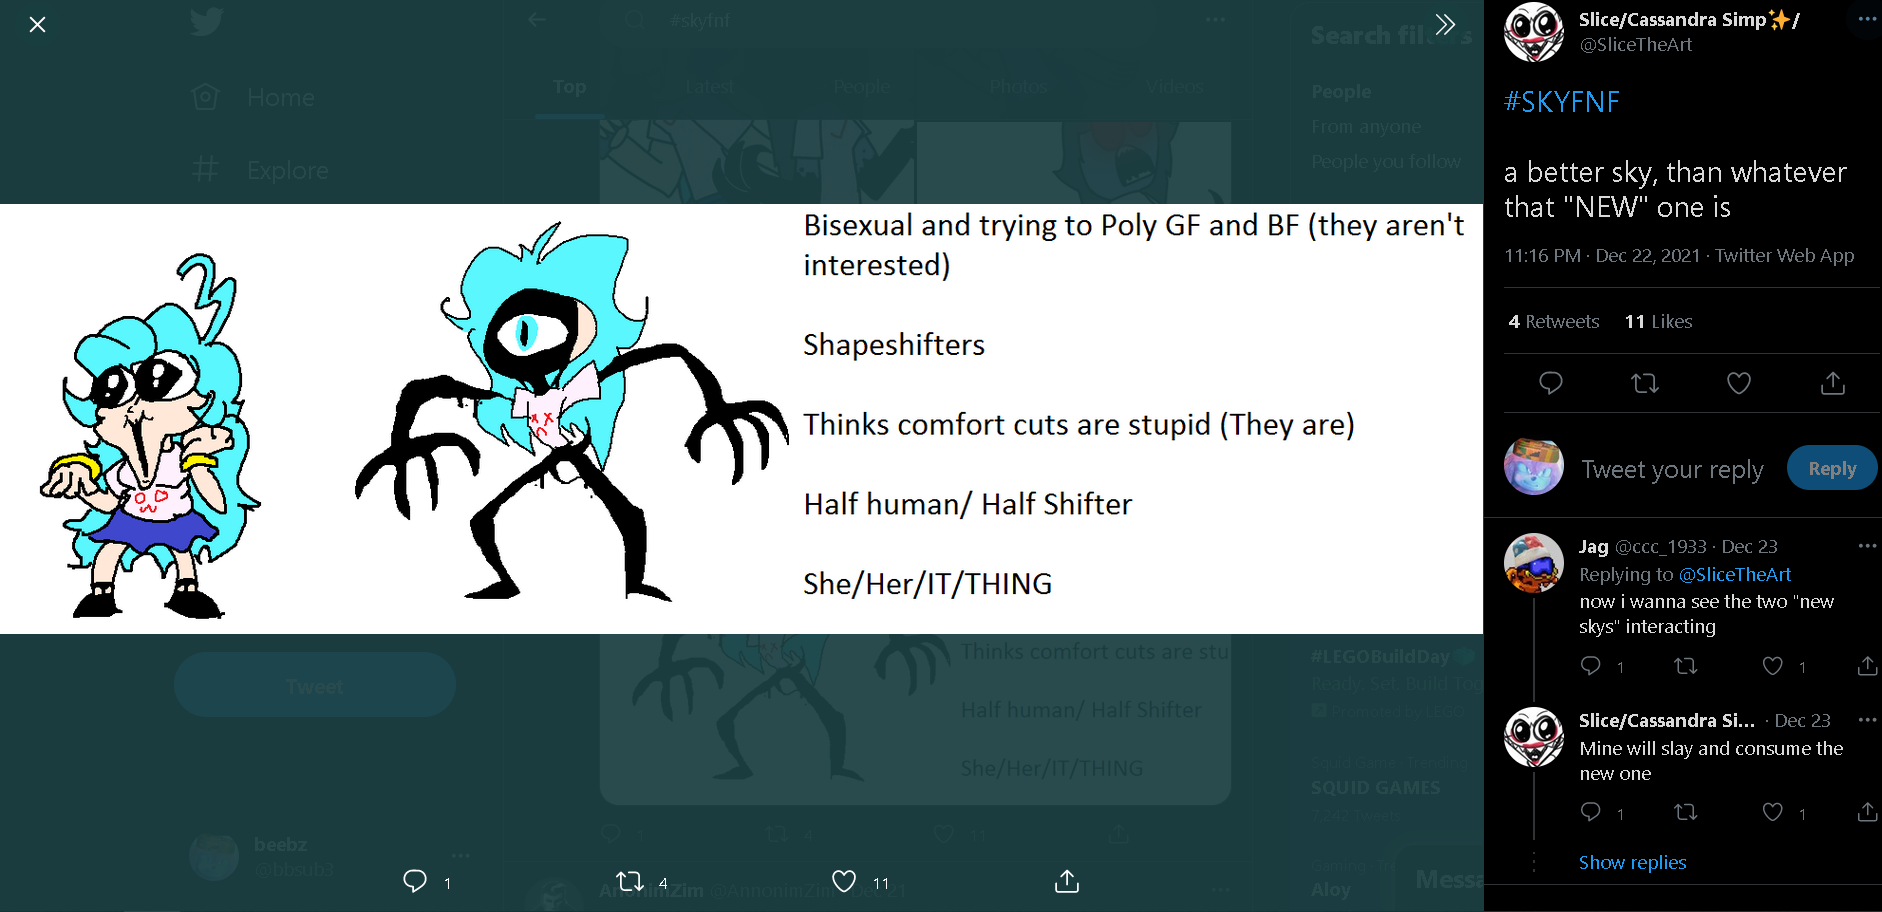 #skyfnf
Search filters
Home
Top
Latest
People
Photos
Videos
People
From anyone
Explore
People you follow
Bisexual and trying to Poly GF and BF (they aren't
interested)
Shapeshifters
Thinks comfort cuts are stupid (They are)
Half human/ Half Shifter
She/Her/IT/THING
Thinks comfort cuts are stu
Half human/ Half Shifter
She/Her/IT/THING
1
4
11
Tweet
#LEGOBuildDay
Ready, Set, Build Tog
Promoted by LEGO
Squid Game · Trending
SQUID GAMES
Aloy
Messa
beebz
@bbsub3
AnnonimZim @AnnonimZim · Dec 21
1
4
11
Slice/Cassandra Simp✨/
@SliceTheArt
#SKYFNF
a better sky, than whatever
that "NEW" one is
11:16 PM · Dec 22, 2021 · Twitter Web App
4 Retweets 11 Likes
Tweet your reply
Reply
Jag @ccc_1933 · Dec 23
Replying to @SliceTheArt
now i wanna see the two "new
skys" interacting
1
1
Slice/Cassandra Si... · Dec 23
Mine will slay and consume the
new one
1
1
Show replies